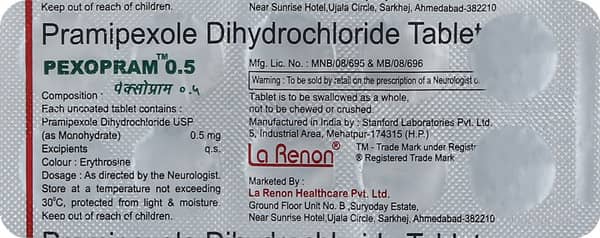 Keep out of reach of children.
Near Sunrise Hotel,Ujala Circle, Sarkhej, Ahmedabad-382210
Pramipexole Dihydrochloride Tablet
PEXOPRAM™ 0.5
पेक्सोप्राम ०.५
Composition :
Each uncoated tablet contains :
Pramipexole Dihydrochloride USP
(as Monohydrate) 0.5 mg
Excipients q.s.
Colour : Erythrosine
Dosage : As directed by the Neurologist.
Store at a temperature not exceeding
30°C, protected from light & moisture.
Keep out of reach of children.
Mfg. Lic. No. : MNB/08/695 & MB/08/696
Warning : To be sold by retail on the prescription of a Neurologist
Tablet is to be swallowed as a whole,
not to be chewed or crushed.
Manufactured in India by : Stanford Laboratories Pvt. Ltd.
8, Industrial Area, Mehatpur-174315 (H.P.)
La Renon®
TM - Trade Mark under Registr
® Registered Trade Mark
Marketed By :
La Renon Healthcare Pvt. Ltd.
Ground Floor Unit No. B ,Suryoday Estate,
Near Sunrise Hotel,Ujala Circle, Sarkhej, Ahmedabad-382210
Pramipexole Dihydrochloride Tablet